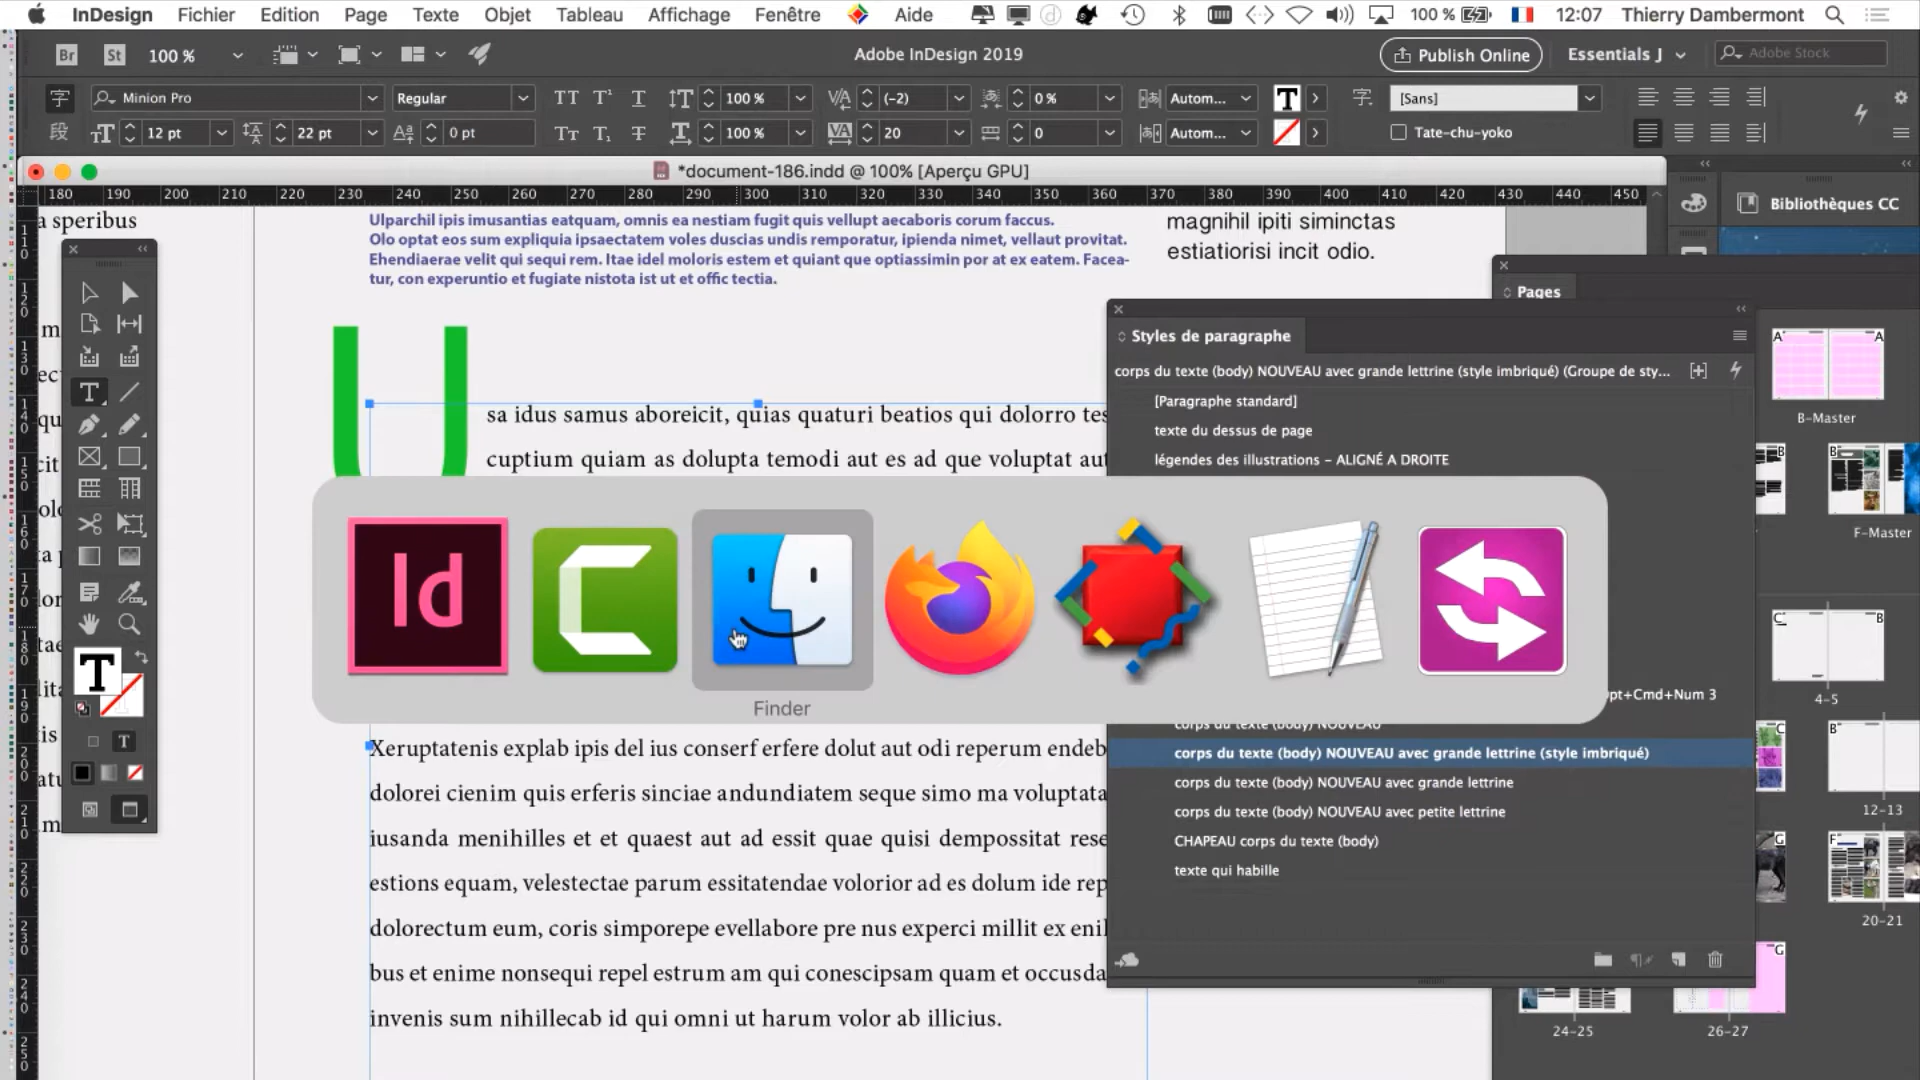 InDesign Fichier Edition Page Texte Objet Tableau Affichage Fenêtre Aide 100 % 12:07 Thierry Dambermont
Br St 100 % Adobe InDesign 2019 Publish Online Essentials J Adobe Stock
字 Minion Pro Regular TT T¹ T 100 % (-2) 0 % Autom... T [Sans]
段 12 pt 22 pt 0 pt Tт T₁ T 100 % 20 0 Autom... Tate-chu-yoko
*document-186.indd @ 100% [Aperçu GPU]
180 190 200 210 220 230 240 250 260 270 280 290 300 310 320 330 340 350 360 370 380 390 400 410 420 430 440 450
a speribus
Ulparchil ipis imusantias eatquam, omnis ea nestiam fugit quis vellupt aecaboris corum faccus.
Olo optat eos sum expliquia ipsaectatem voles duscias undis remporatur, ipienda nimet, vellaut provitat.
Ehendiaerae velit qui sequi rem. Itae idel moloris estem et quiant que optiassimin por at ex eatem. Facea-
tur, con experuntio et fugiate nistota ist ut et offic tectia.
magnihil ipiti siminctas
estiatiorisi incit odio.
Bibliothèques CC
Pages
U
sa idus samus aboreicit, quias quaturi beatios qui dolorro tes
cuptium quiam as dolupta temodi aut es ad que voluptat aut
Styles de paragraphe
corps du texte (body) NOUVEAU avec grande lettrine (style imbriqué) (Groupe de sty...
[Paragraphe standard]
texte du dessus de page
légendes des illustrations – ALIGNÉ A DROITE
Id
Finder
pt+Cmd+Num 3
corps du texte (body) NOUVEAU
corps du texte (body) NOUVEAU avec grande lettrine (style imbriqué)
corps du texte (body) NOUVEAU avec grande lettrine
corps du texte (body) NOUVEAU avec petite lettrine
CHAPEAU corps du texte (body)
texte qui habille
Xeruptatenis explab ipis del ius conserf erfere dolut aut odi reperum endeb
dolorei cienim quis erferis sinciae andundiatem seque simo ma voluptata
iusanda menihilles et et quaest aut ad essit quae quisi dempossitat rese
estions equam, velestectae parum essitatendae volorior ad es dolum ide rep
dolorectum eum, coris simporepe evellabore pre nus experci millit ex enil
bus et enime nonsequi repel estrum am qui conescipsam quam et occusda
invenis sum nihillecab id qui omni ut harum volor ab illicius.
A A
B-Master
B B
F-Master
C B
4-5
C B
12-13
G F
20-21
G
24-25
26-27